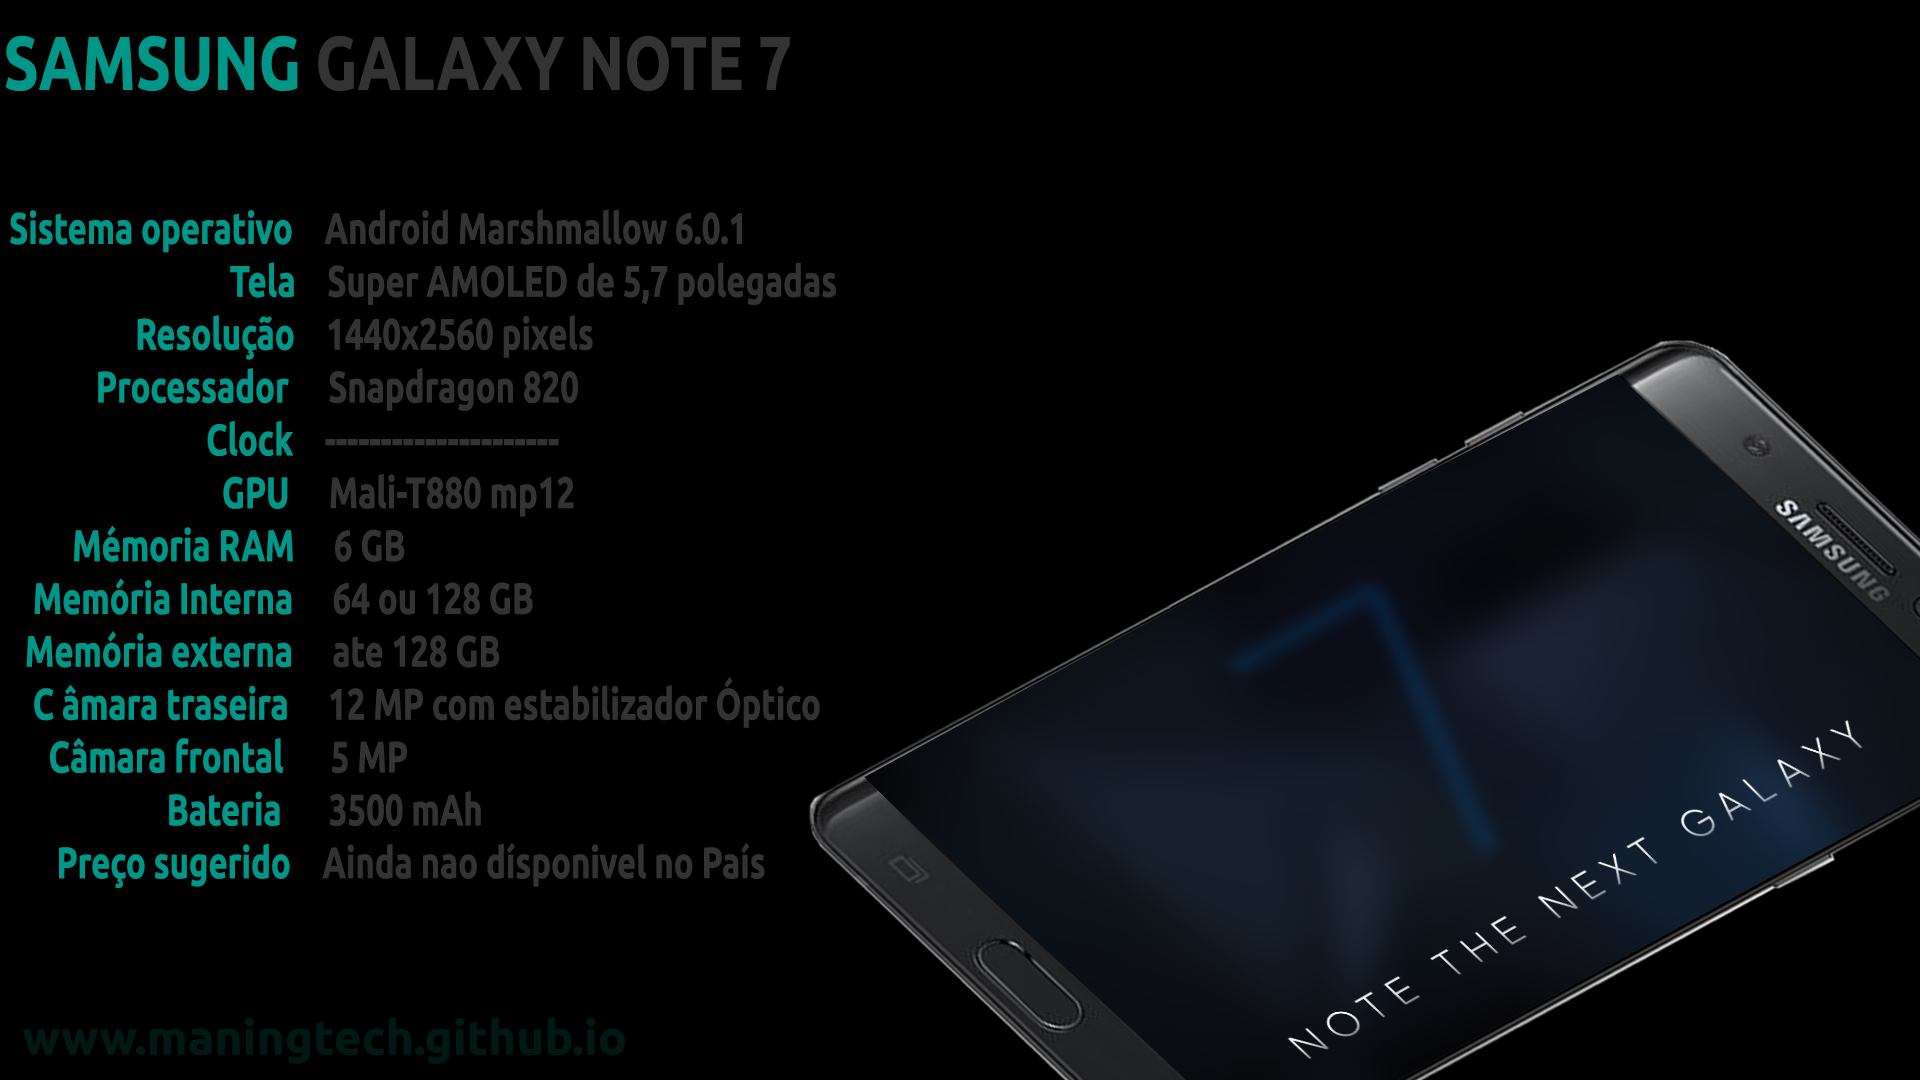 SAMSUNG GALAXY NOTE 7
Sistema operativo Android Marshmallow 6.0.1
Tela Super AMOLED de 5,7 polegadas
Resolução 1440x2560 pixels
Processador Snapdragon 820
Clock ---------------------
GPU Mali-T880 mp12
Mémoria RAM 6 GB
Memória Interna 64 ou 128 GB
Memória externa ate 128 GB
C âmara traseira 12 MP com estabilizador Óptico
Câmara frontal 5 MP
Bateria 3500 mAh
Preço sugerido Ainda nao dísponivel no País
www.maningtech.github.io
SAMSUNG
NOTE THE NEXT GALAXY
7